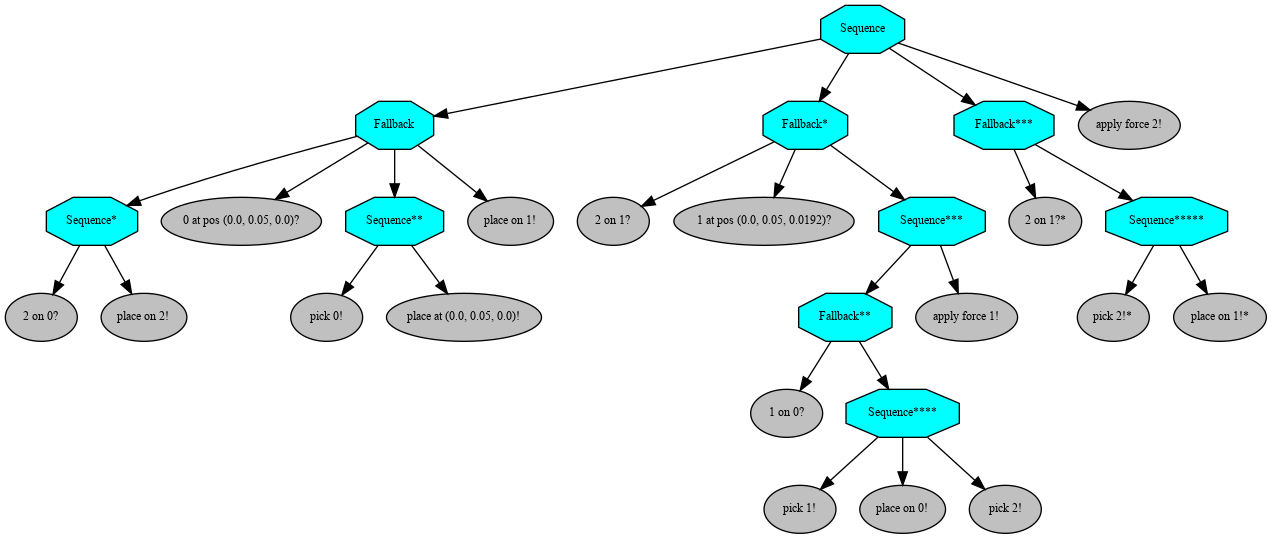 Sequence
Fallback
Fallback*
Fallback***
apply force 2!
Sequence*
0 at pos (0.0, 0.05, 0.0)?
Sequence**
place on 1!
2 on 1?
1 at pos (0.0, 0.05, 0.0192)?
Sequence***
2 on 1?*
Sequence*****
2 on 0?
place on 2!
pick 0!
place at (0.0, 0.05, 0.0)!
Fallback**
apply force 1!
pick 2!*
place on 1!*
1 on 0?
Sequence****
pick 1!
place on 0!
pick 2!